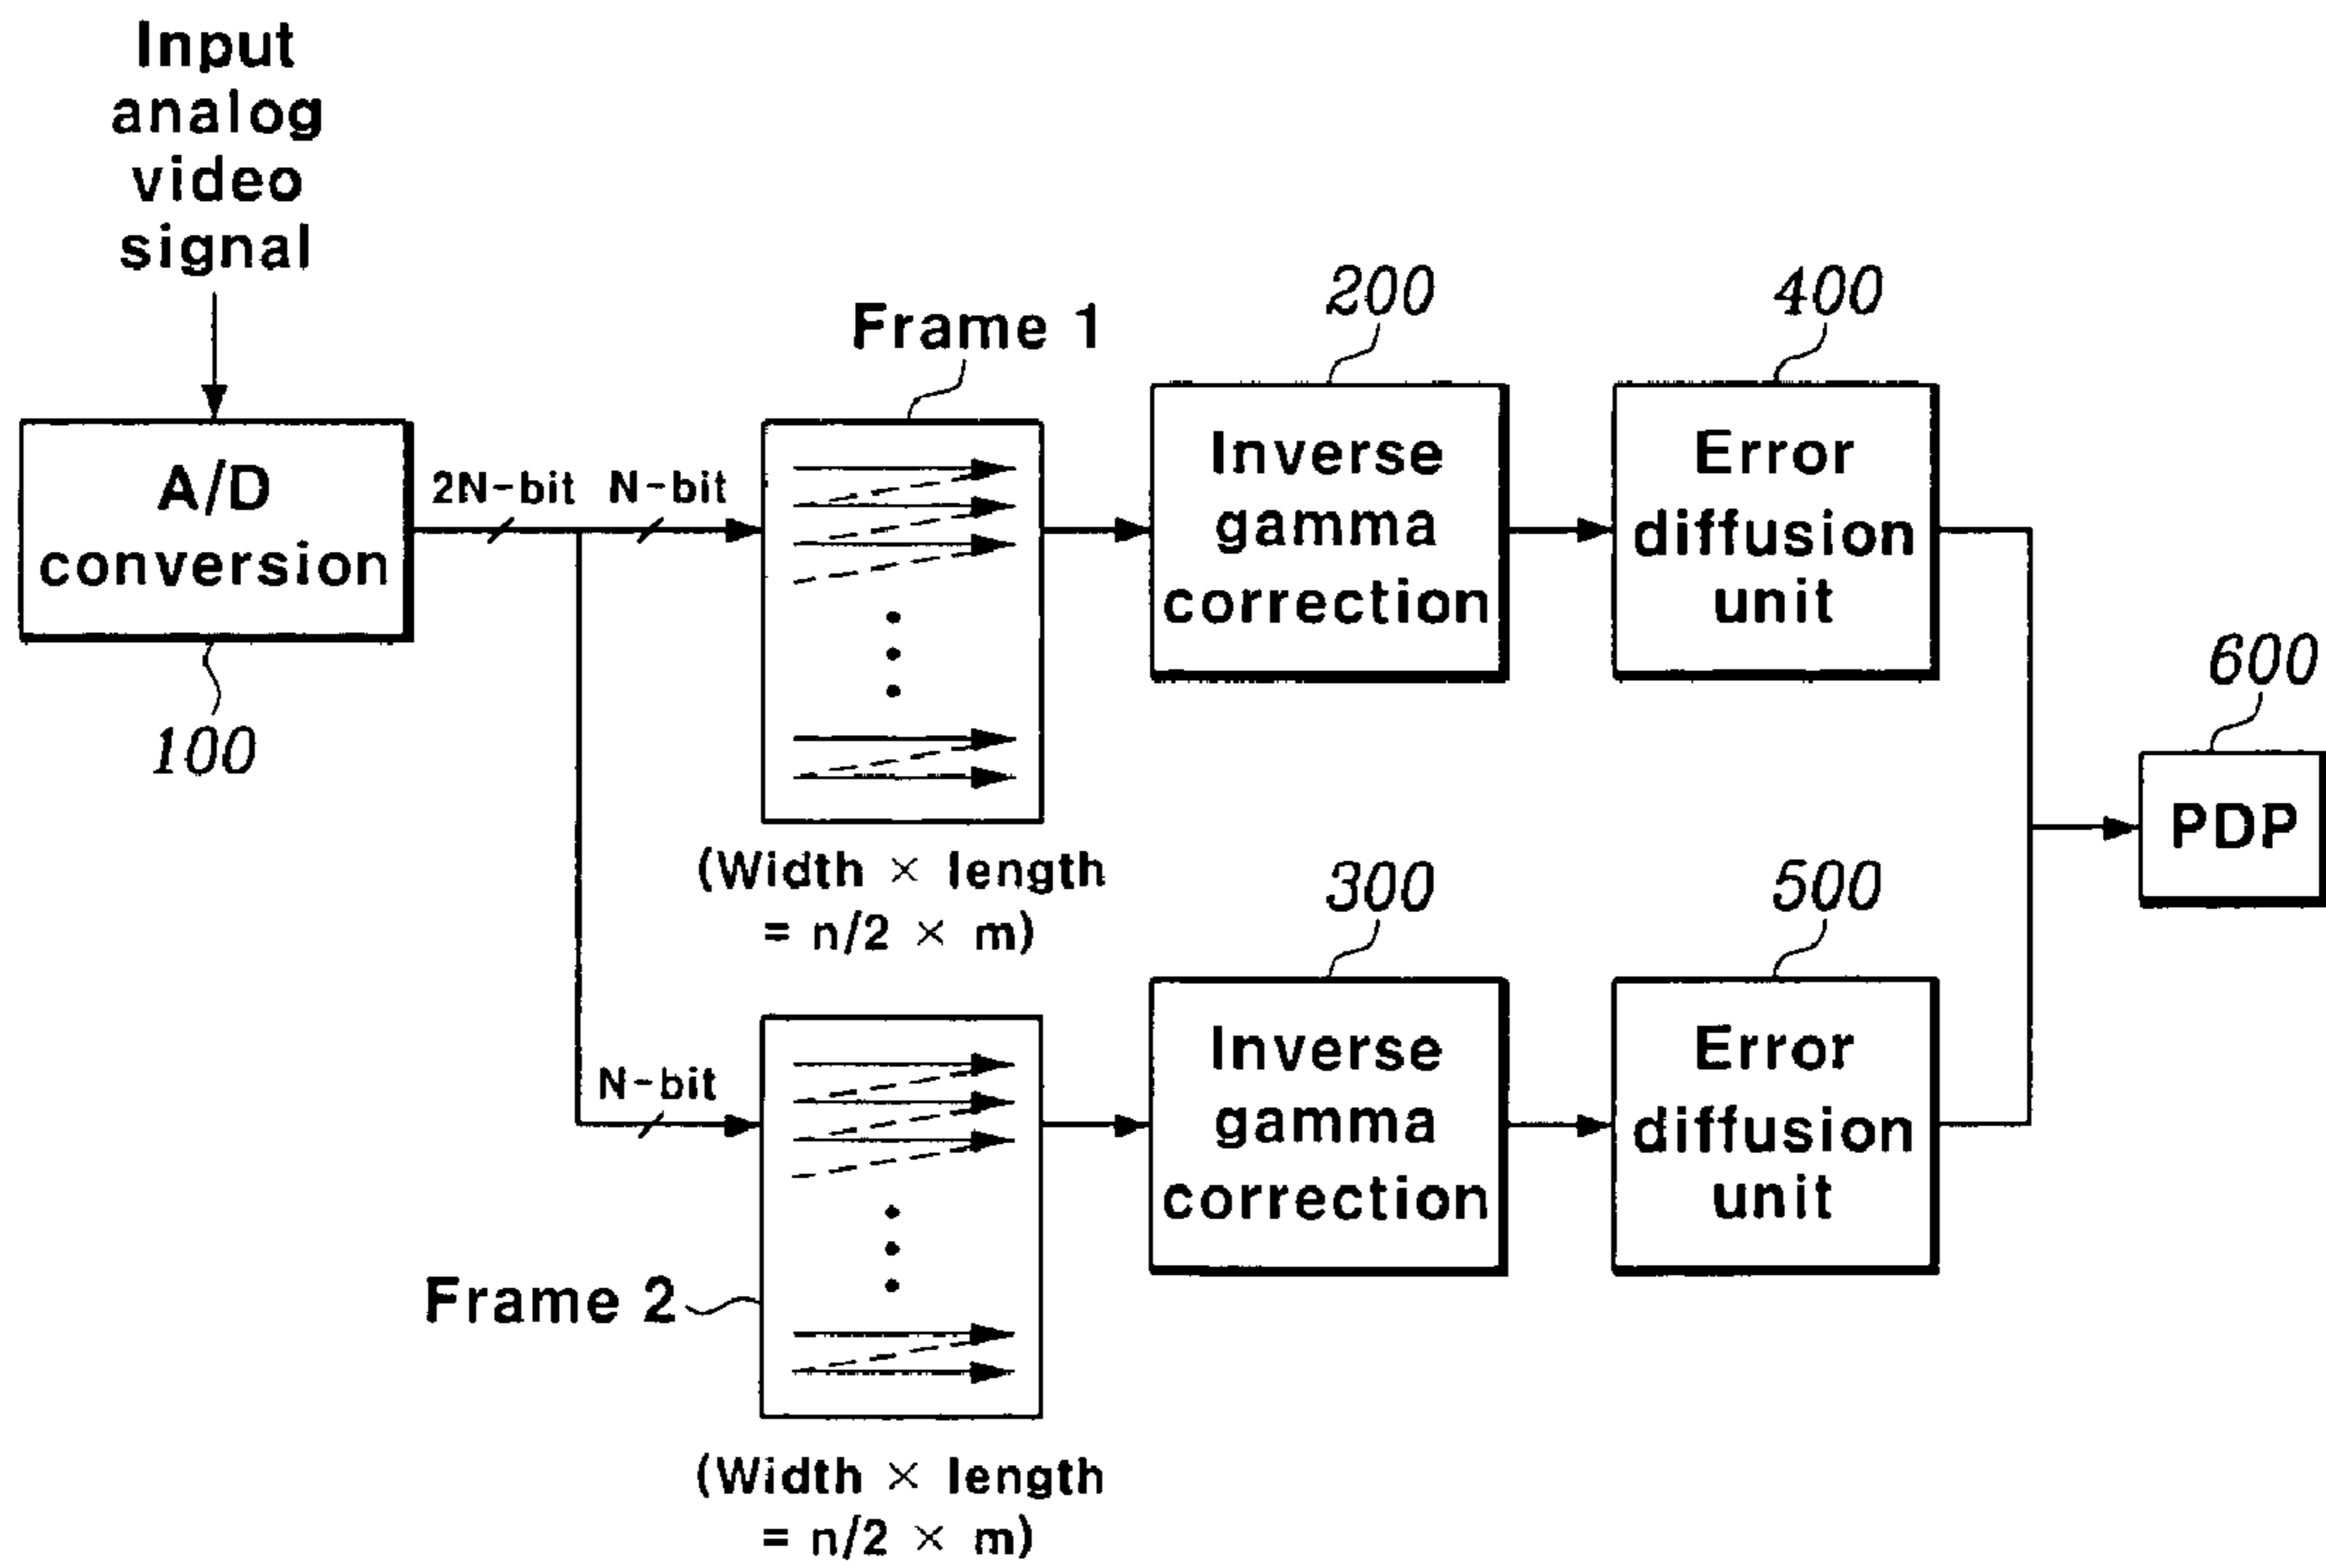 Input
analog
video
signal
A/D
conversion
100
2N-bit
N-bit
Frame 1
(Width × length
= n/2 × m)
200
Inverse
gamma
correction
400
Error
diffusion
unit
600
PDP
N-bit
Frame 2
(Width × length
= n/2 × m)
300
Inverse
gamma
correction
500
Error
diffusion
unit